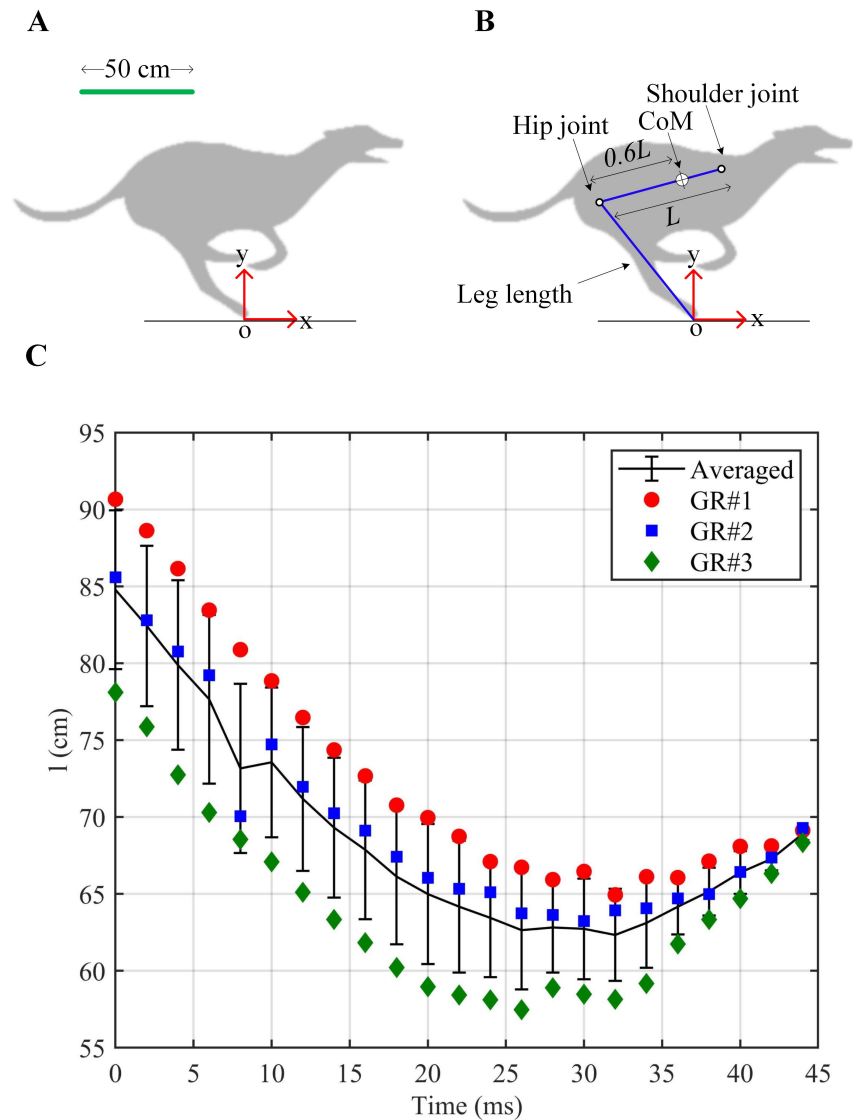 A
50 cm
y
o
x
B
Shoulder joint
CoM
Hip joint
0.6L
L
y
Leg length
o
x
C
95
90
85
80
75
70
65
60
55
l (cm)
0 5 10 15 20 25 30 35 40 45
Time (ms)
Averaged
GR#1
GR#2
GR#3